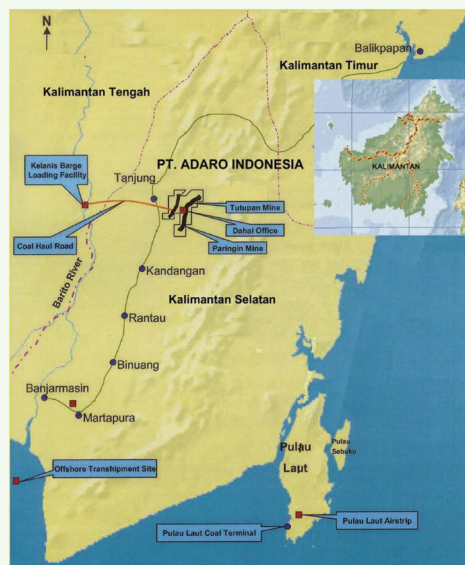 N
Balikpapan
Kalimantan Timur
Kalimantan Tengah
KALIMANTAN
Kelanis Barge
Loading Facility
PT. ADARO INDONESIA
Tanjung
Tutupan Mine
Dahai Office
Coal Haul Road
Paringin Mine
Barito River
Kandangan
Kalimantan Selatan
Rantau
Binuang
Banjarmasin
Martapura
Pulau
Laut
Pulau
Sebuku
Offshore Transhipment Site
Pulau Laut Airstrip
Pulau Laut Coal Terminal